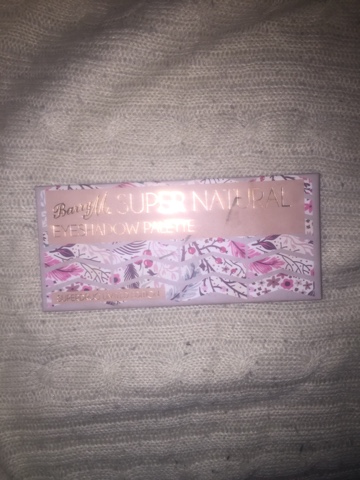 Barry M. SUPER NATURAL
EYESHADOW PALETTE